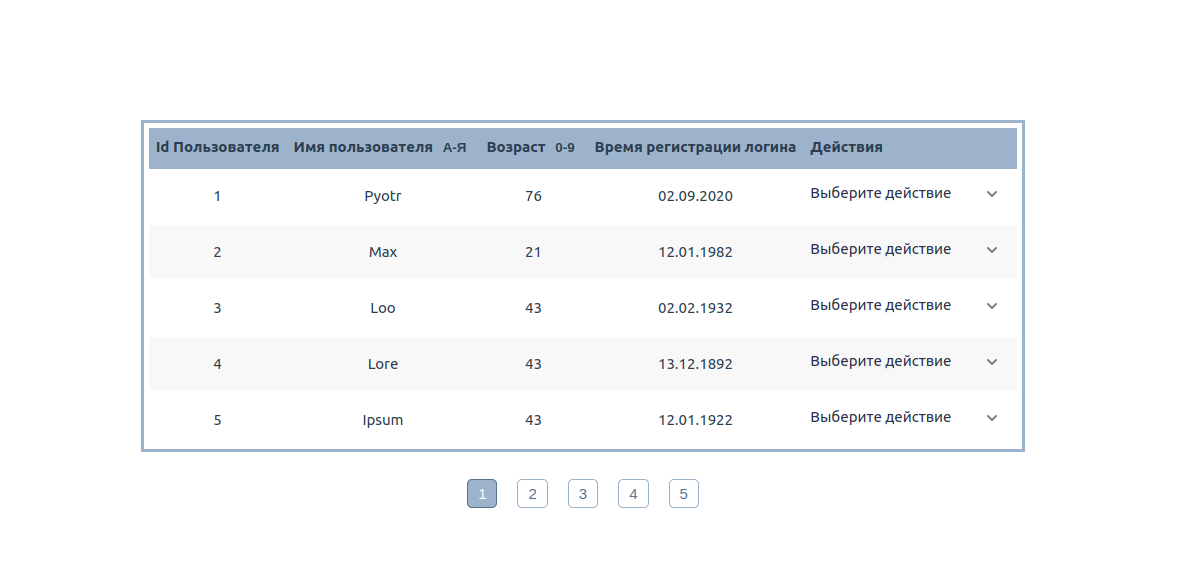 Id Пользователя Имя пользователя А-Я Возраст 0-9 Время регистрации логина Действия
1 Pyotr 76 02.09.2020 Выберите действие
2 Max 21 12.01.1982 Выберите действие
3 Loo 43 02.02.1932 Выберите действие
4 Lore 43 13.12.1892 Выберите действие
5 Ipsum 43 12.01.1922 Выберите действие
1 2 3 4 5